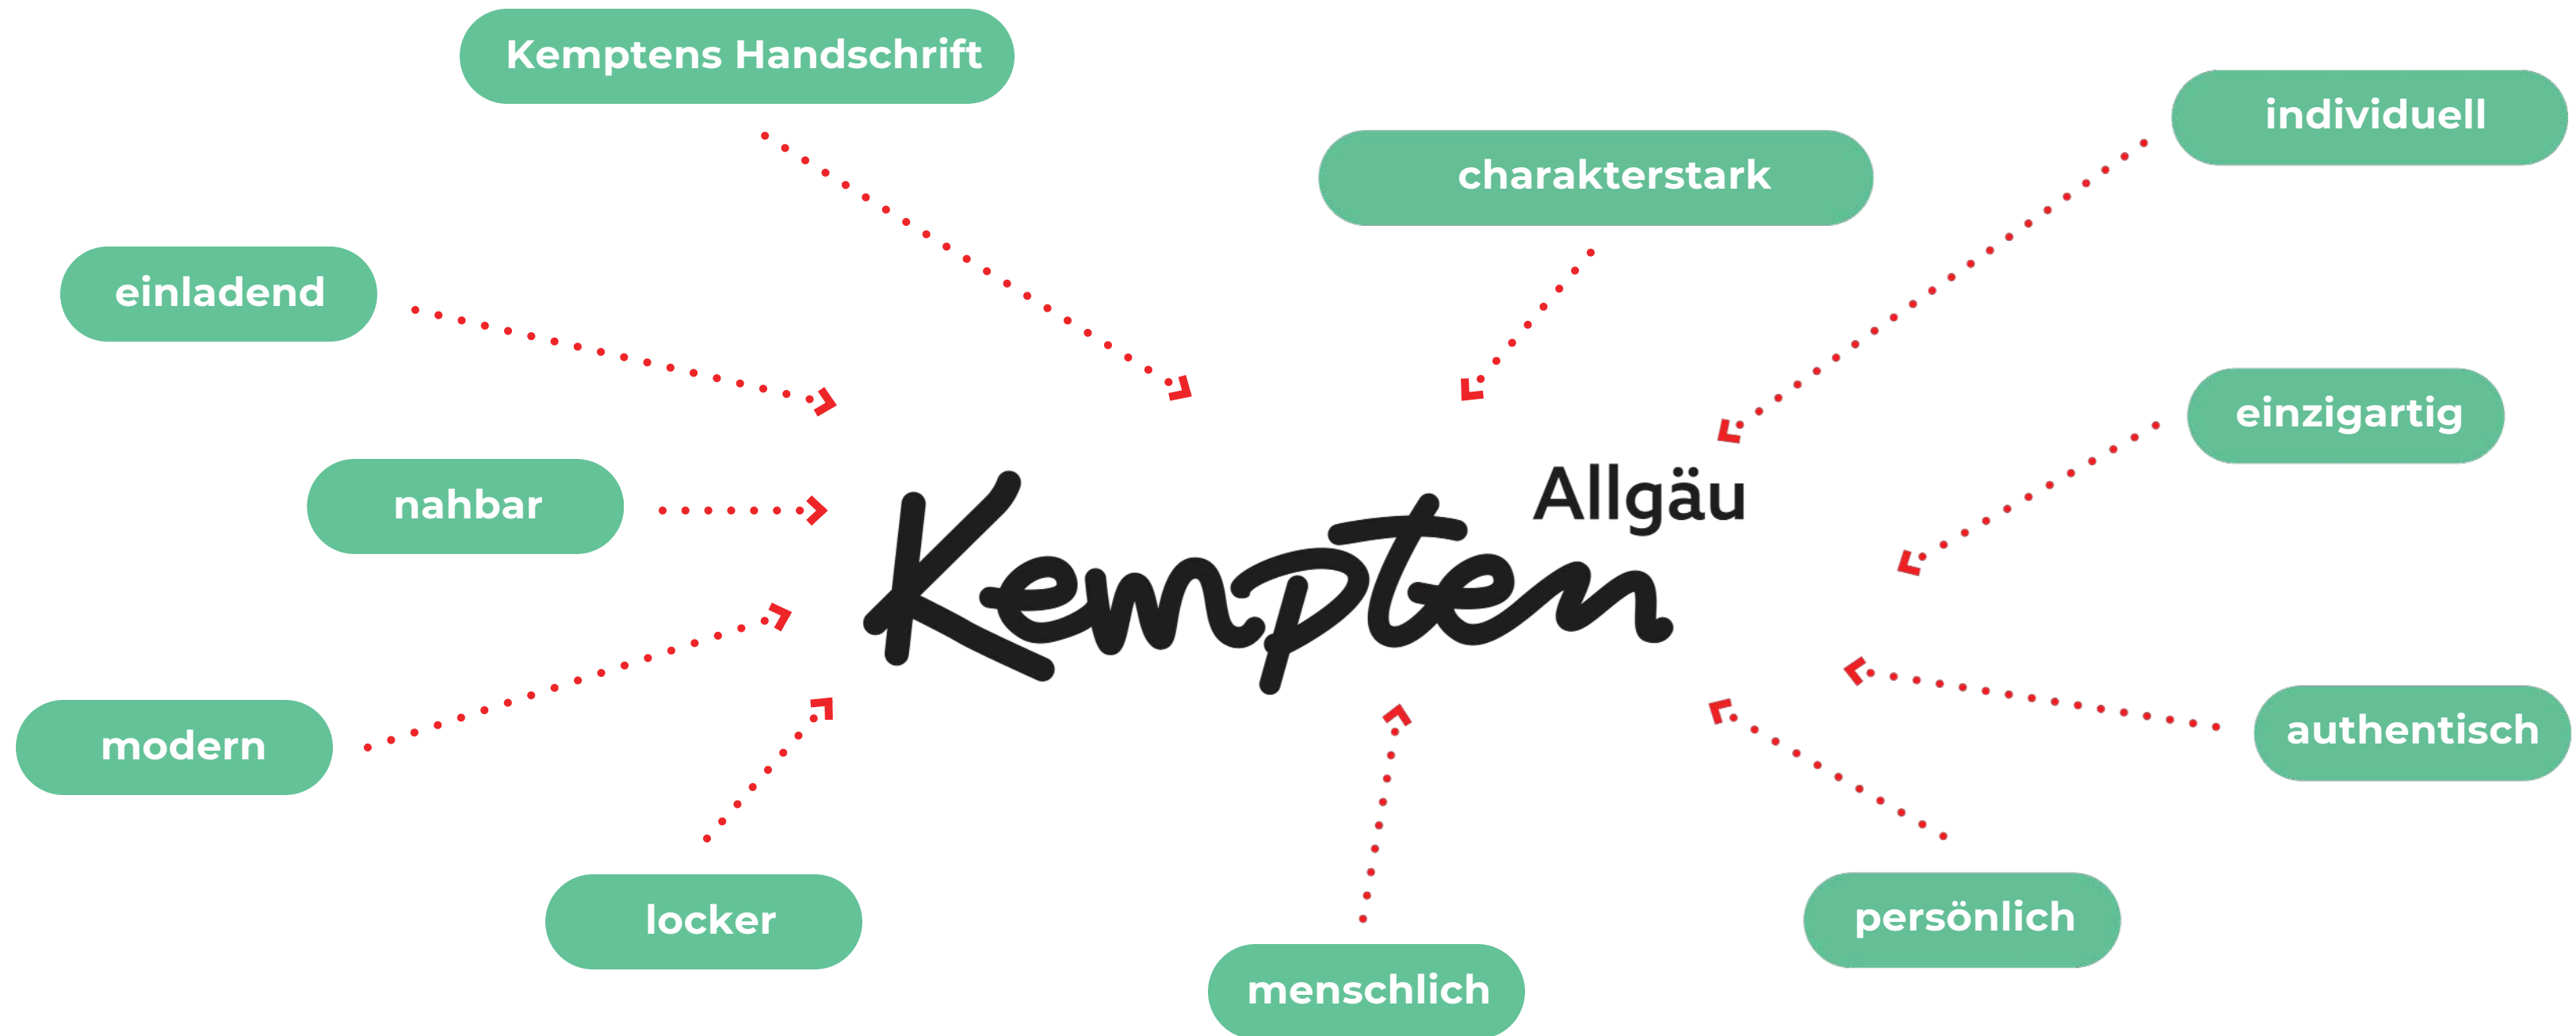 Kemptens Handschrift
individuell
charakterstark
einladend
einzigartig
nahbar
Allgäu
Kempten
modern
authentisch
locker
persönlich
menschlich